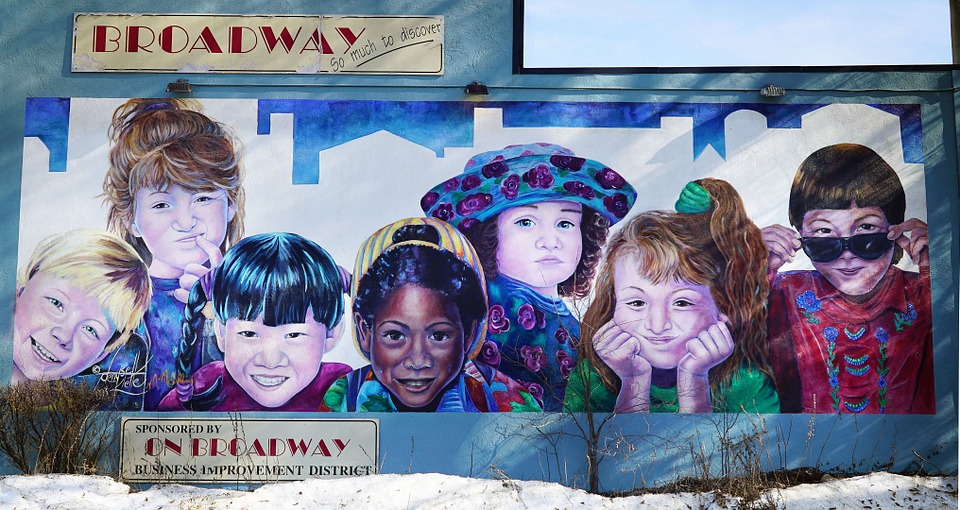 BROADWAY
So much to discover
SPONSORED BY
ON BROADWAY
BUSINESS IMPROVEMENT DISTRICT